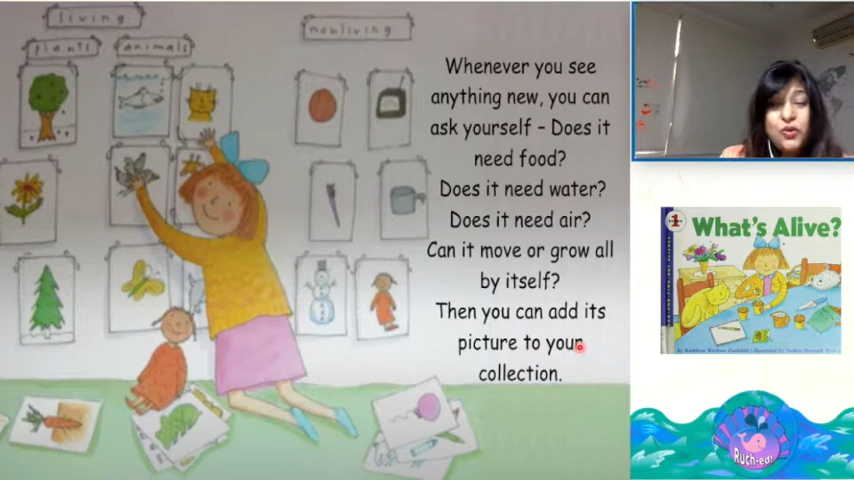 living
nonliving
plants
animals
Whenever you see
anything new, you can
ask yourself – Does it
need food?
Does it need water?
Does it need air?
Can it move or grow all
by itself?
Then you can add its
picture to your
collection.
1
What's Alive?
Ruch-ed!